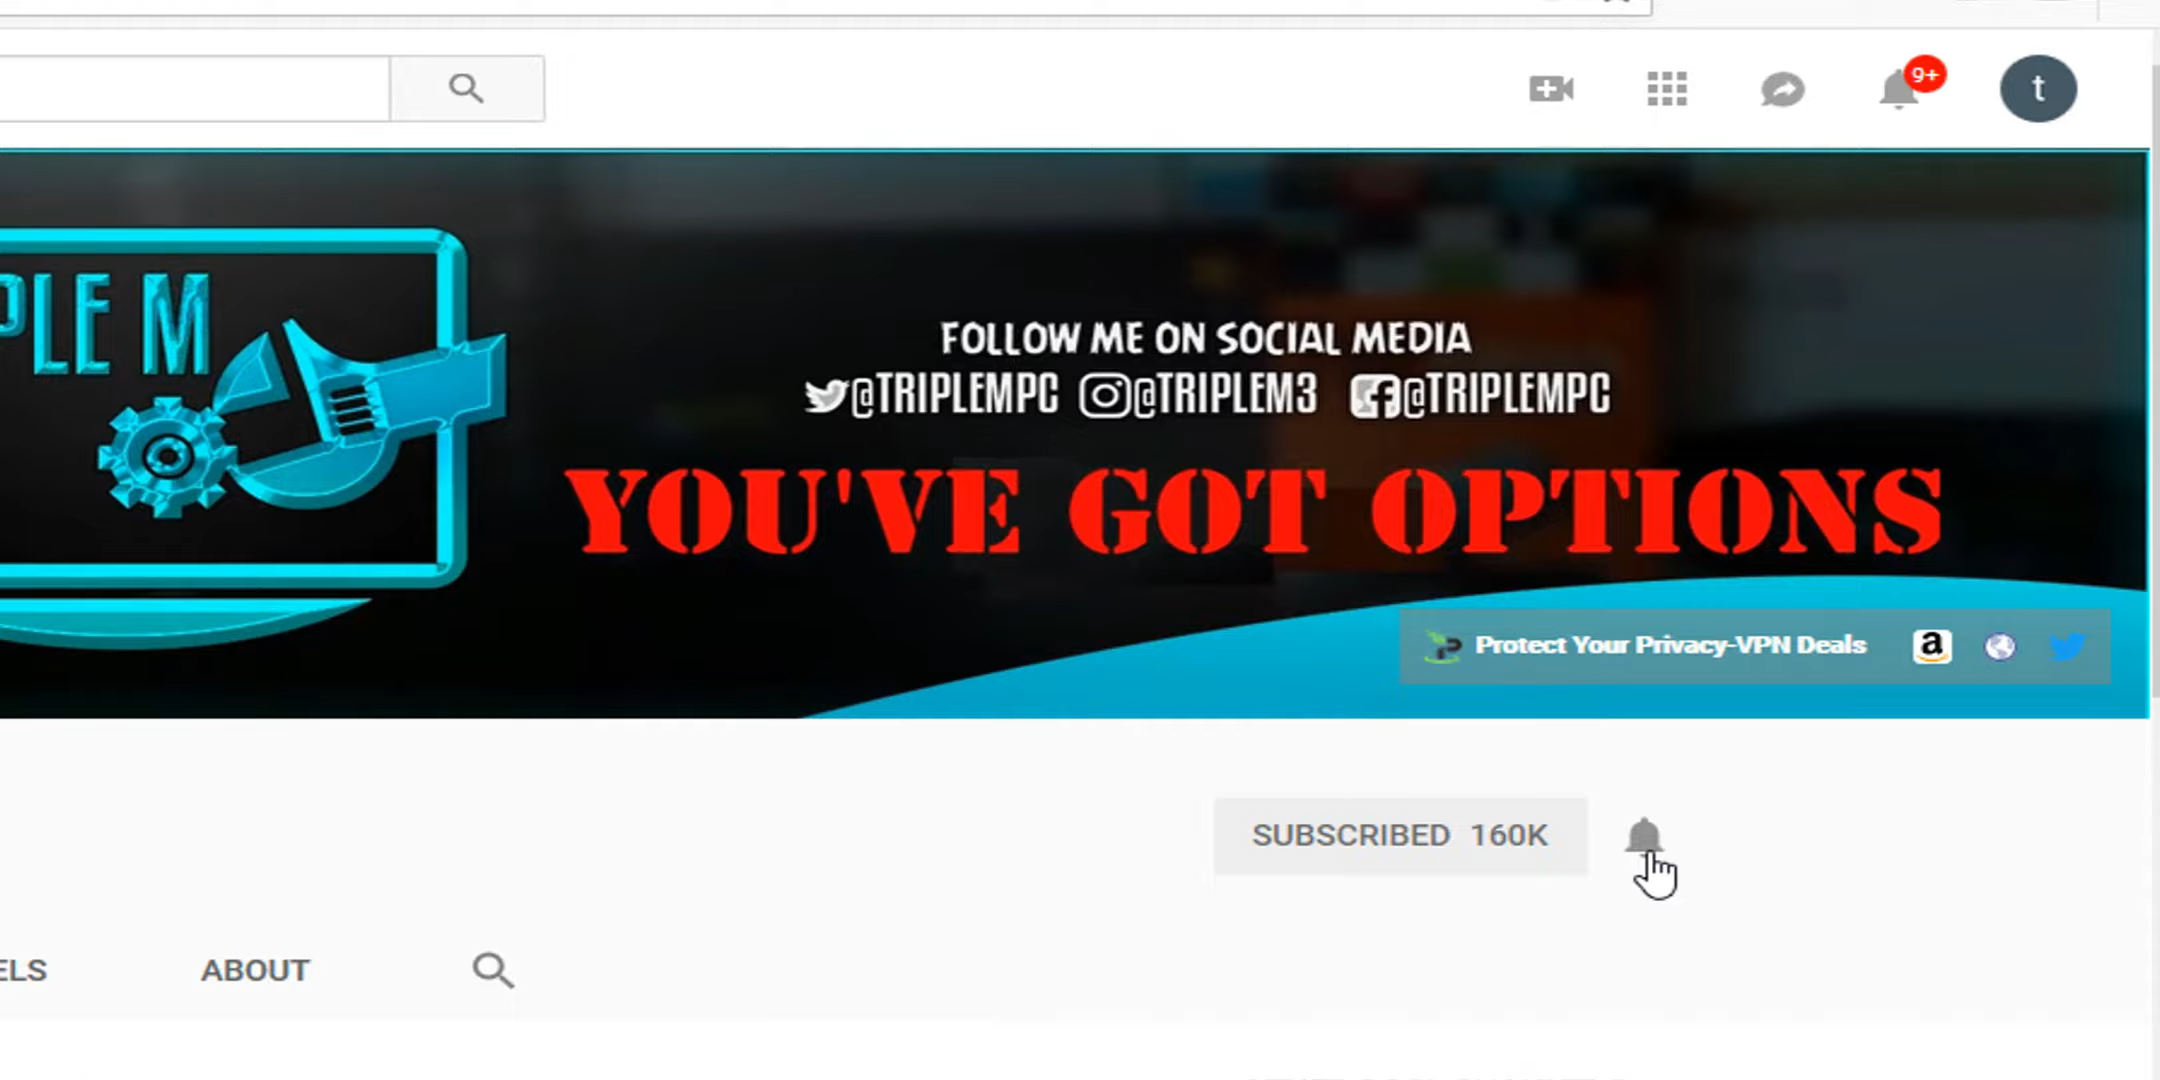 9+
t
PLE M
FOLLOW ME ON SOCIAL MEDIA
@TRIPLEMPC @TRIPLEM3 @TRIPLEMPC
YOU'VE GOT OPTIONS
Protect Your Privacy-VPN Deals
SUBSCRIBED 160K
ELS ABOUT